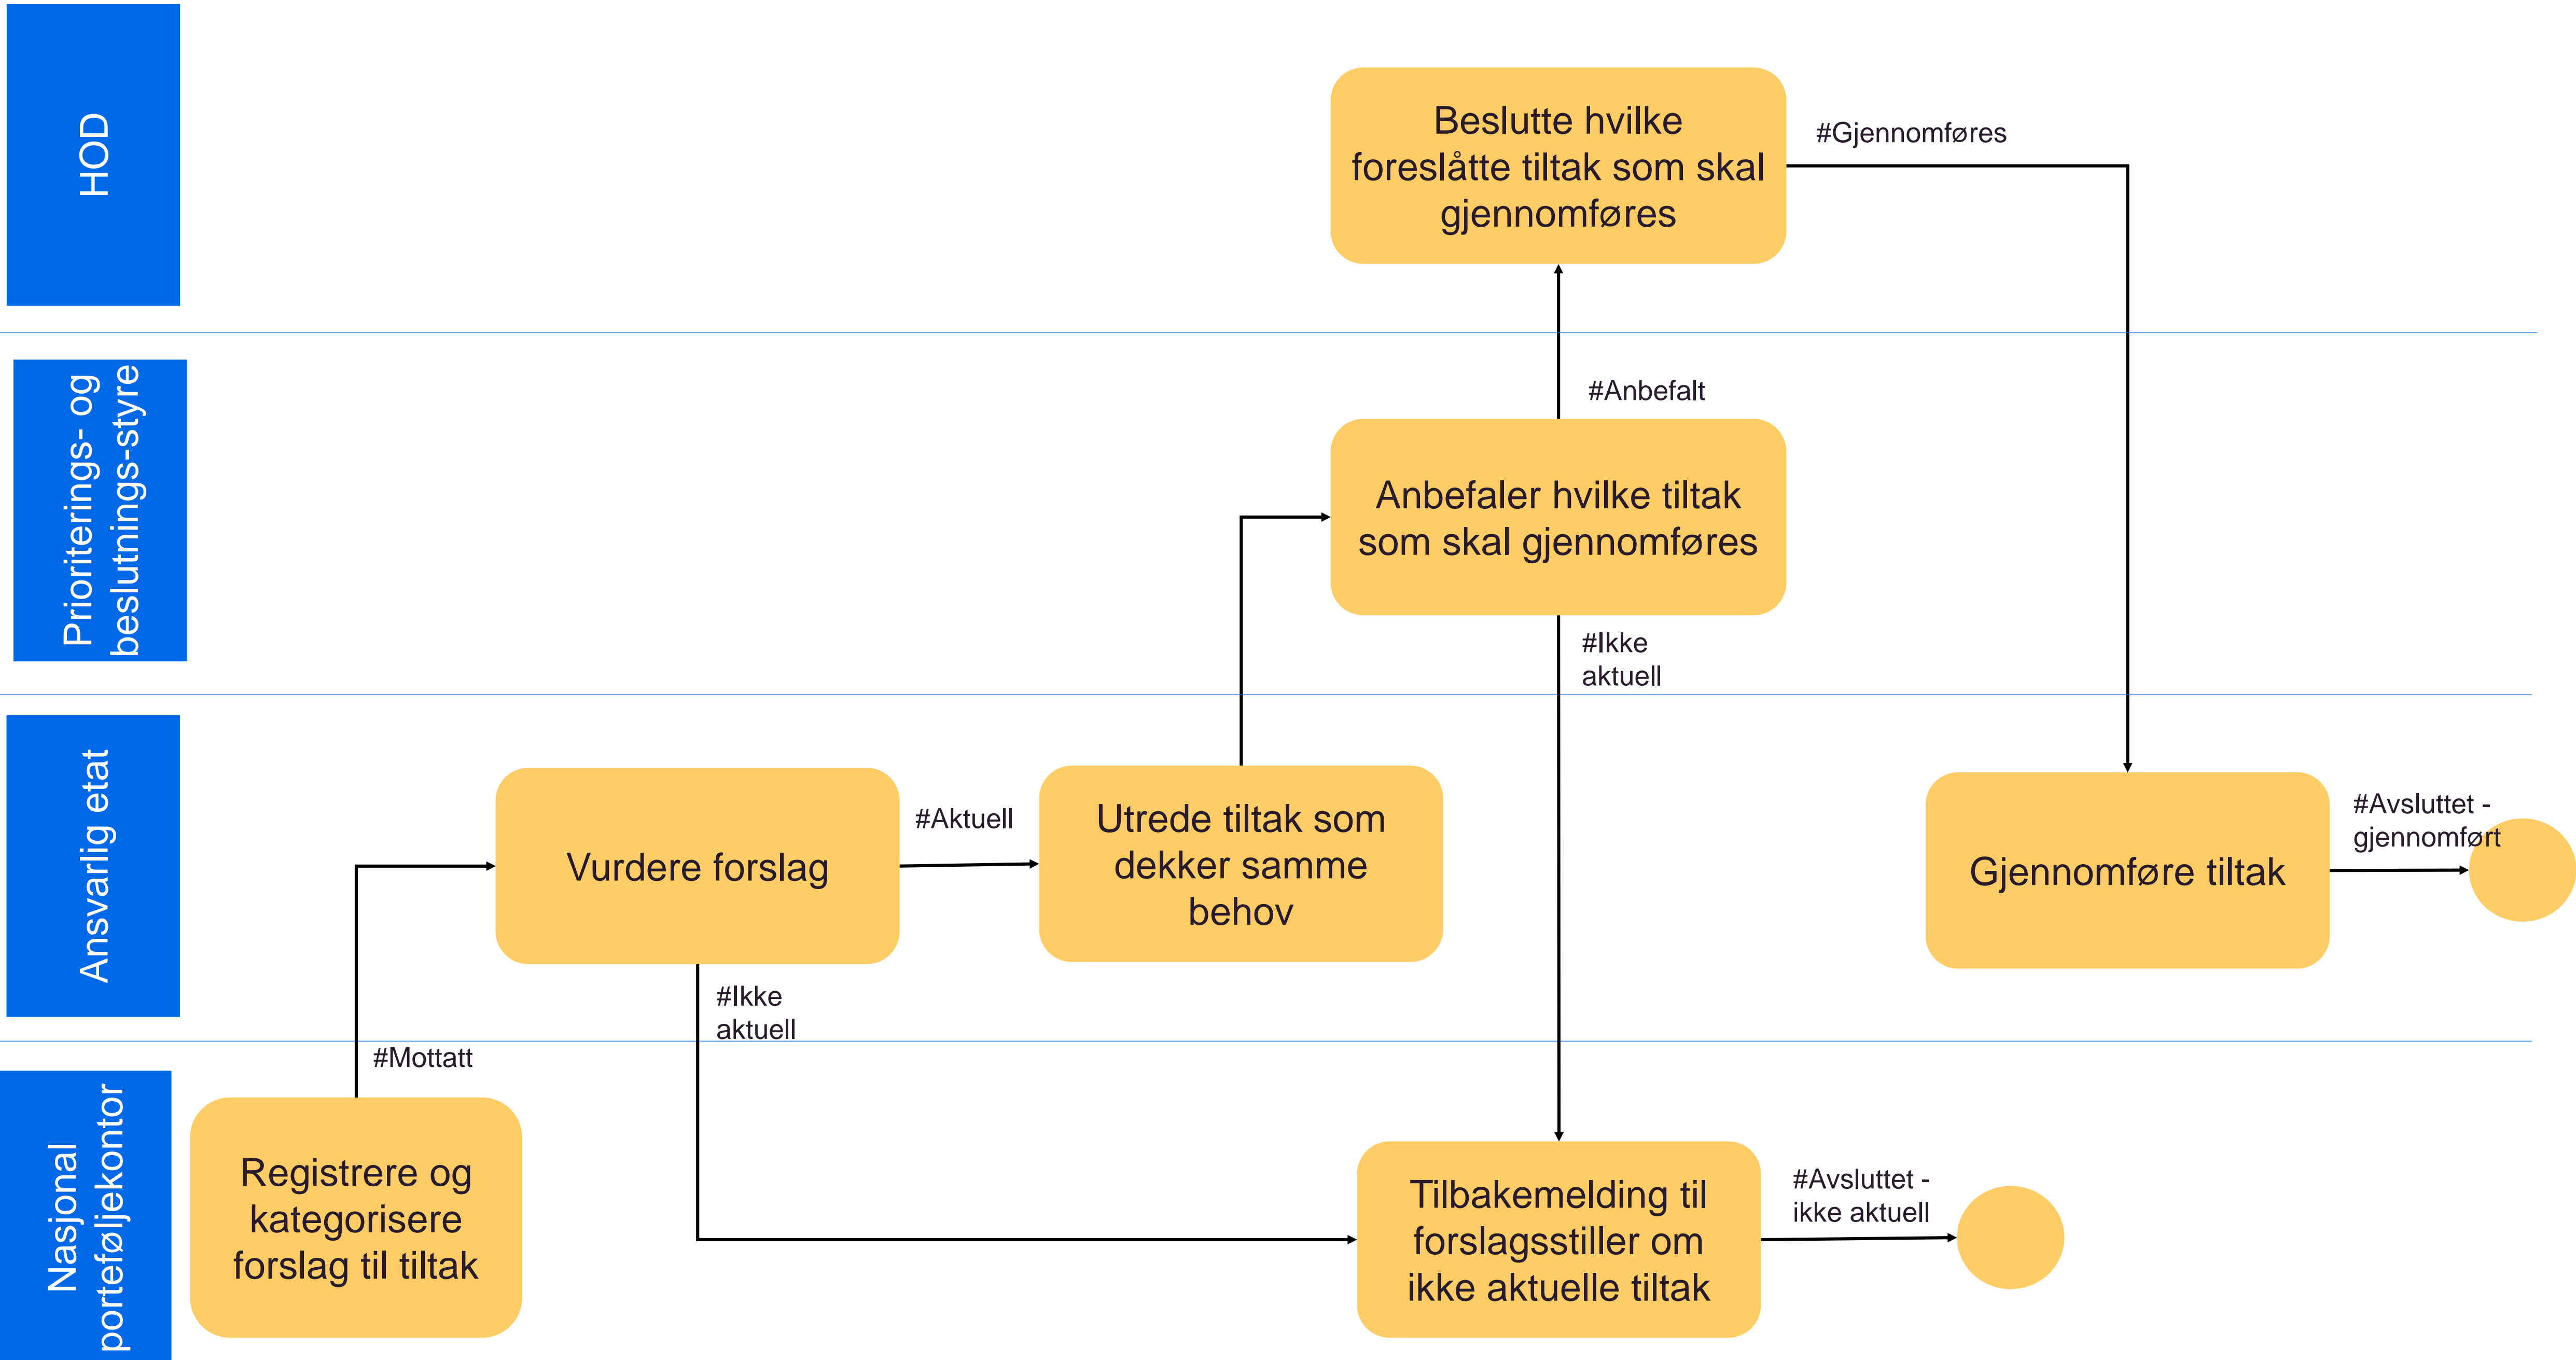 HOD
Beslutte hvilke
foreslåtte tiltak som skal
gjennomføres
#Gjennomføres
Prioriterings- og
beslutnings-styre
#Anbefalt
Anbefaler hvilke tiltak
som skal gjennomføres
#Ikke
aktuell
Ansvarlig etat
Vurdere forslag
#Aktuell
Utrede tiltak som
dekker samme
behov
Gjennomføre tiltak
#Avsluttet -
gjennomført
#Ikke
aktuell
#Mottatt
Nasjonal
porteføljekontor
Registrere og
kategorisere
forslag til tiltak
Tilbakemelding til
forslagsstiller om
ikke aktuelle tiltak
#Avsluttet -
ikke aktuell